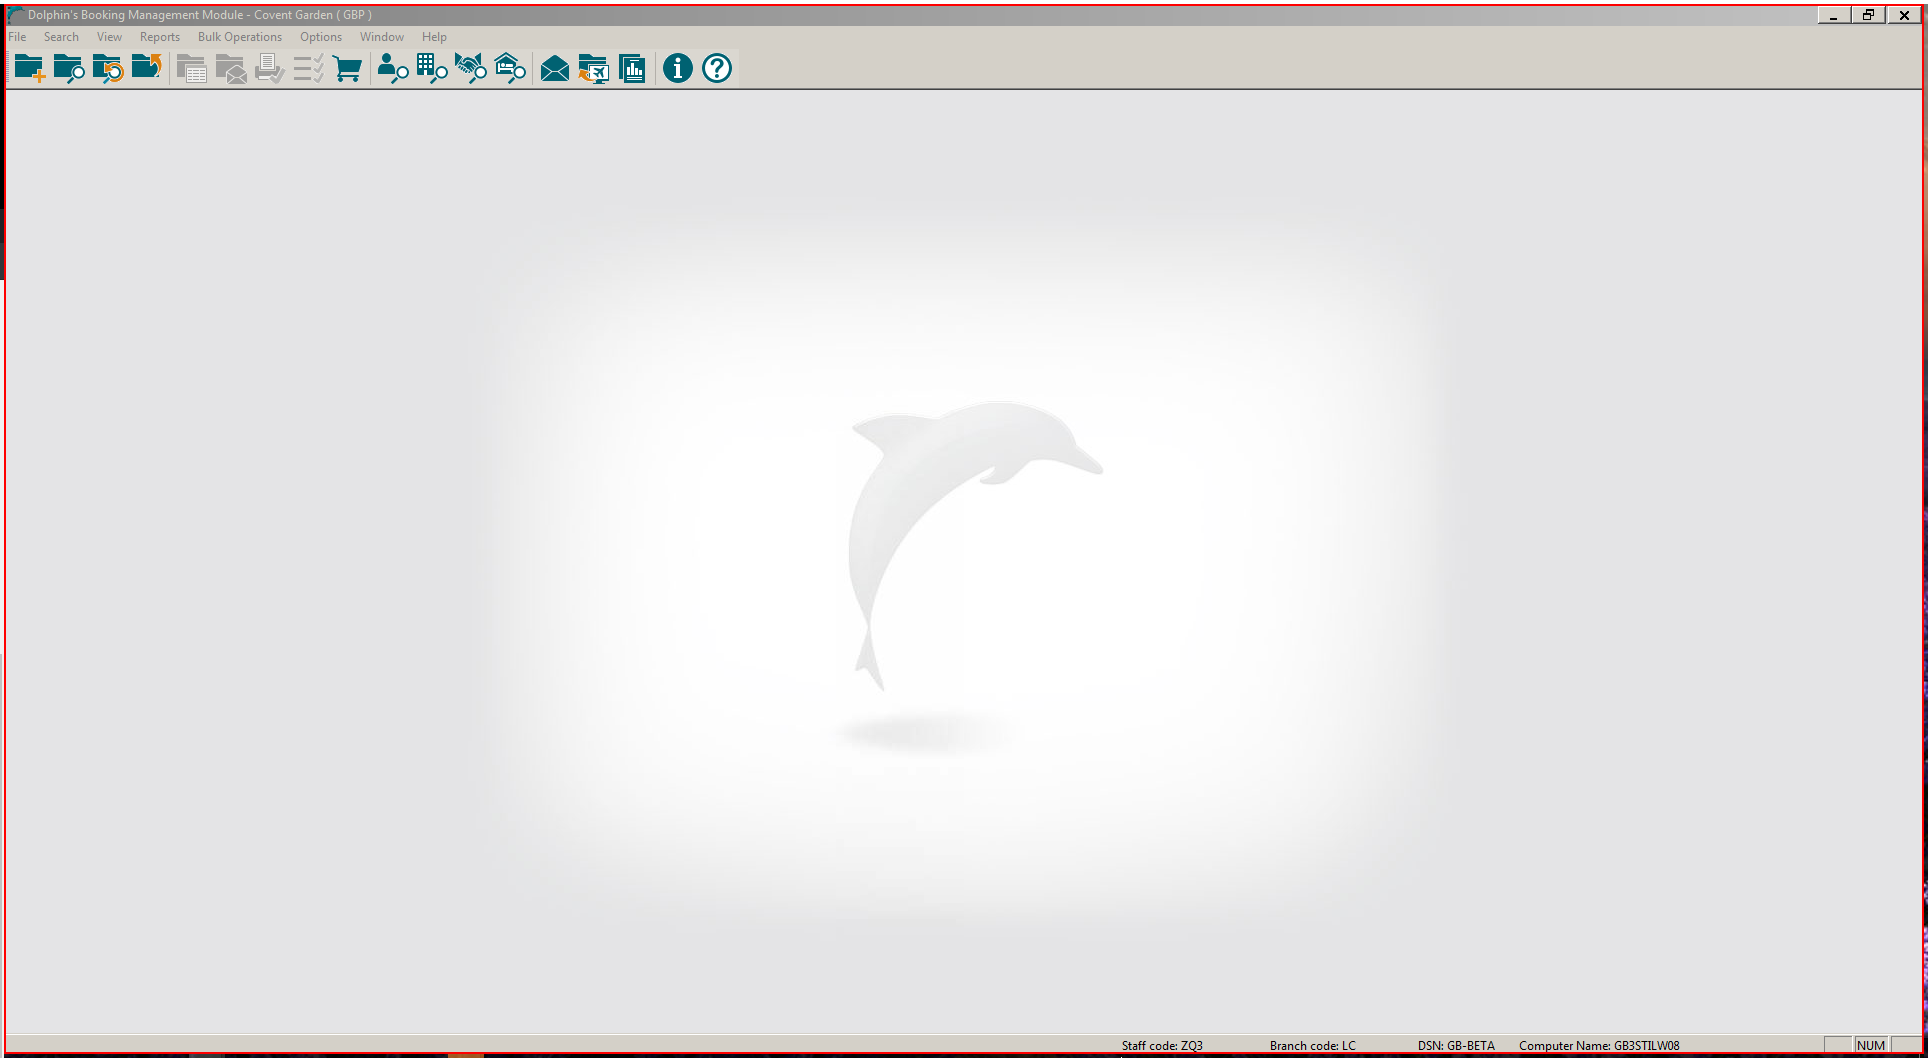 Dolphin's Booking Management Module - Covent Garden ( GBP )
File Search View Reports Bulk Operations Options Window Help
Staff code: ZQ3 Branch code: LC DSN: GB-BETA Computer Name: GB3STILW08 NUM